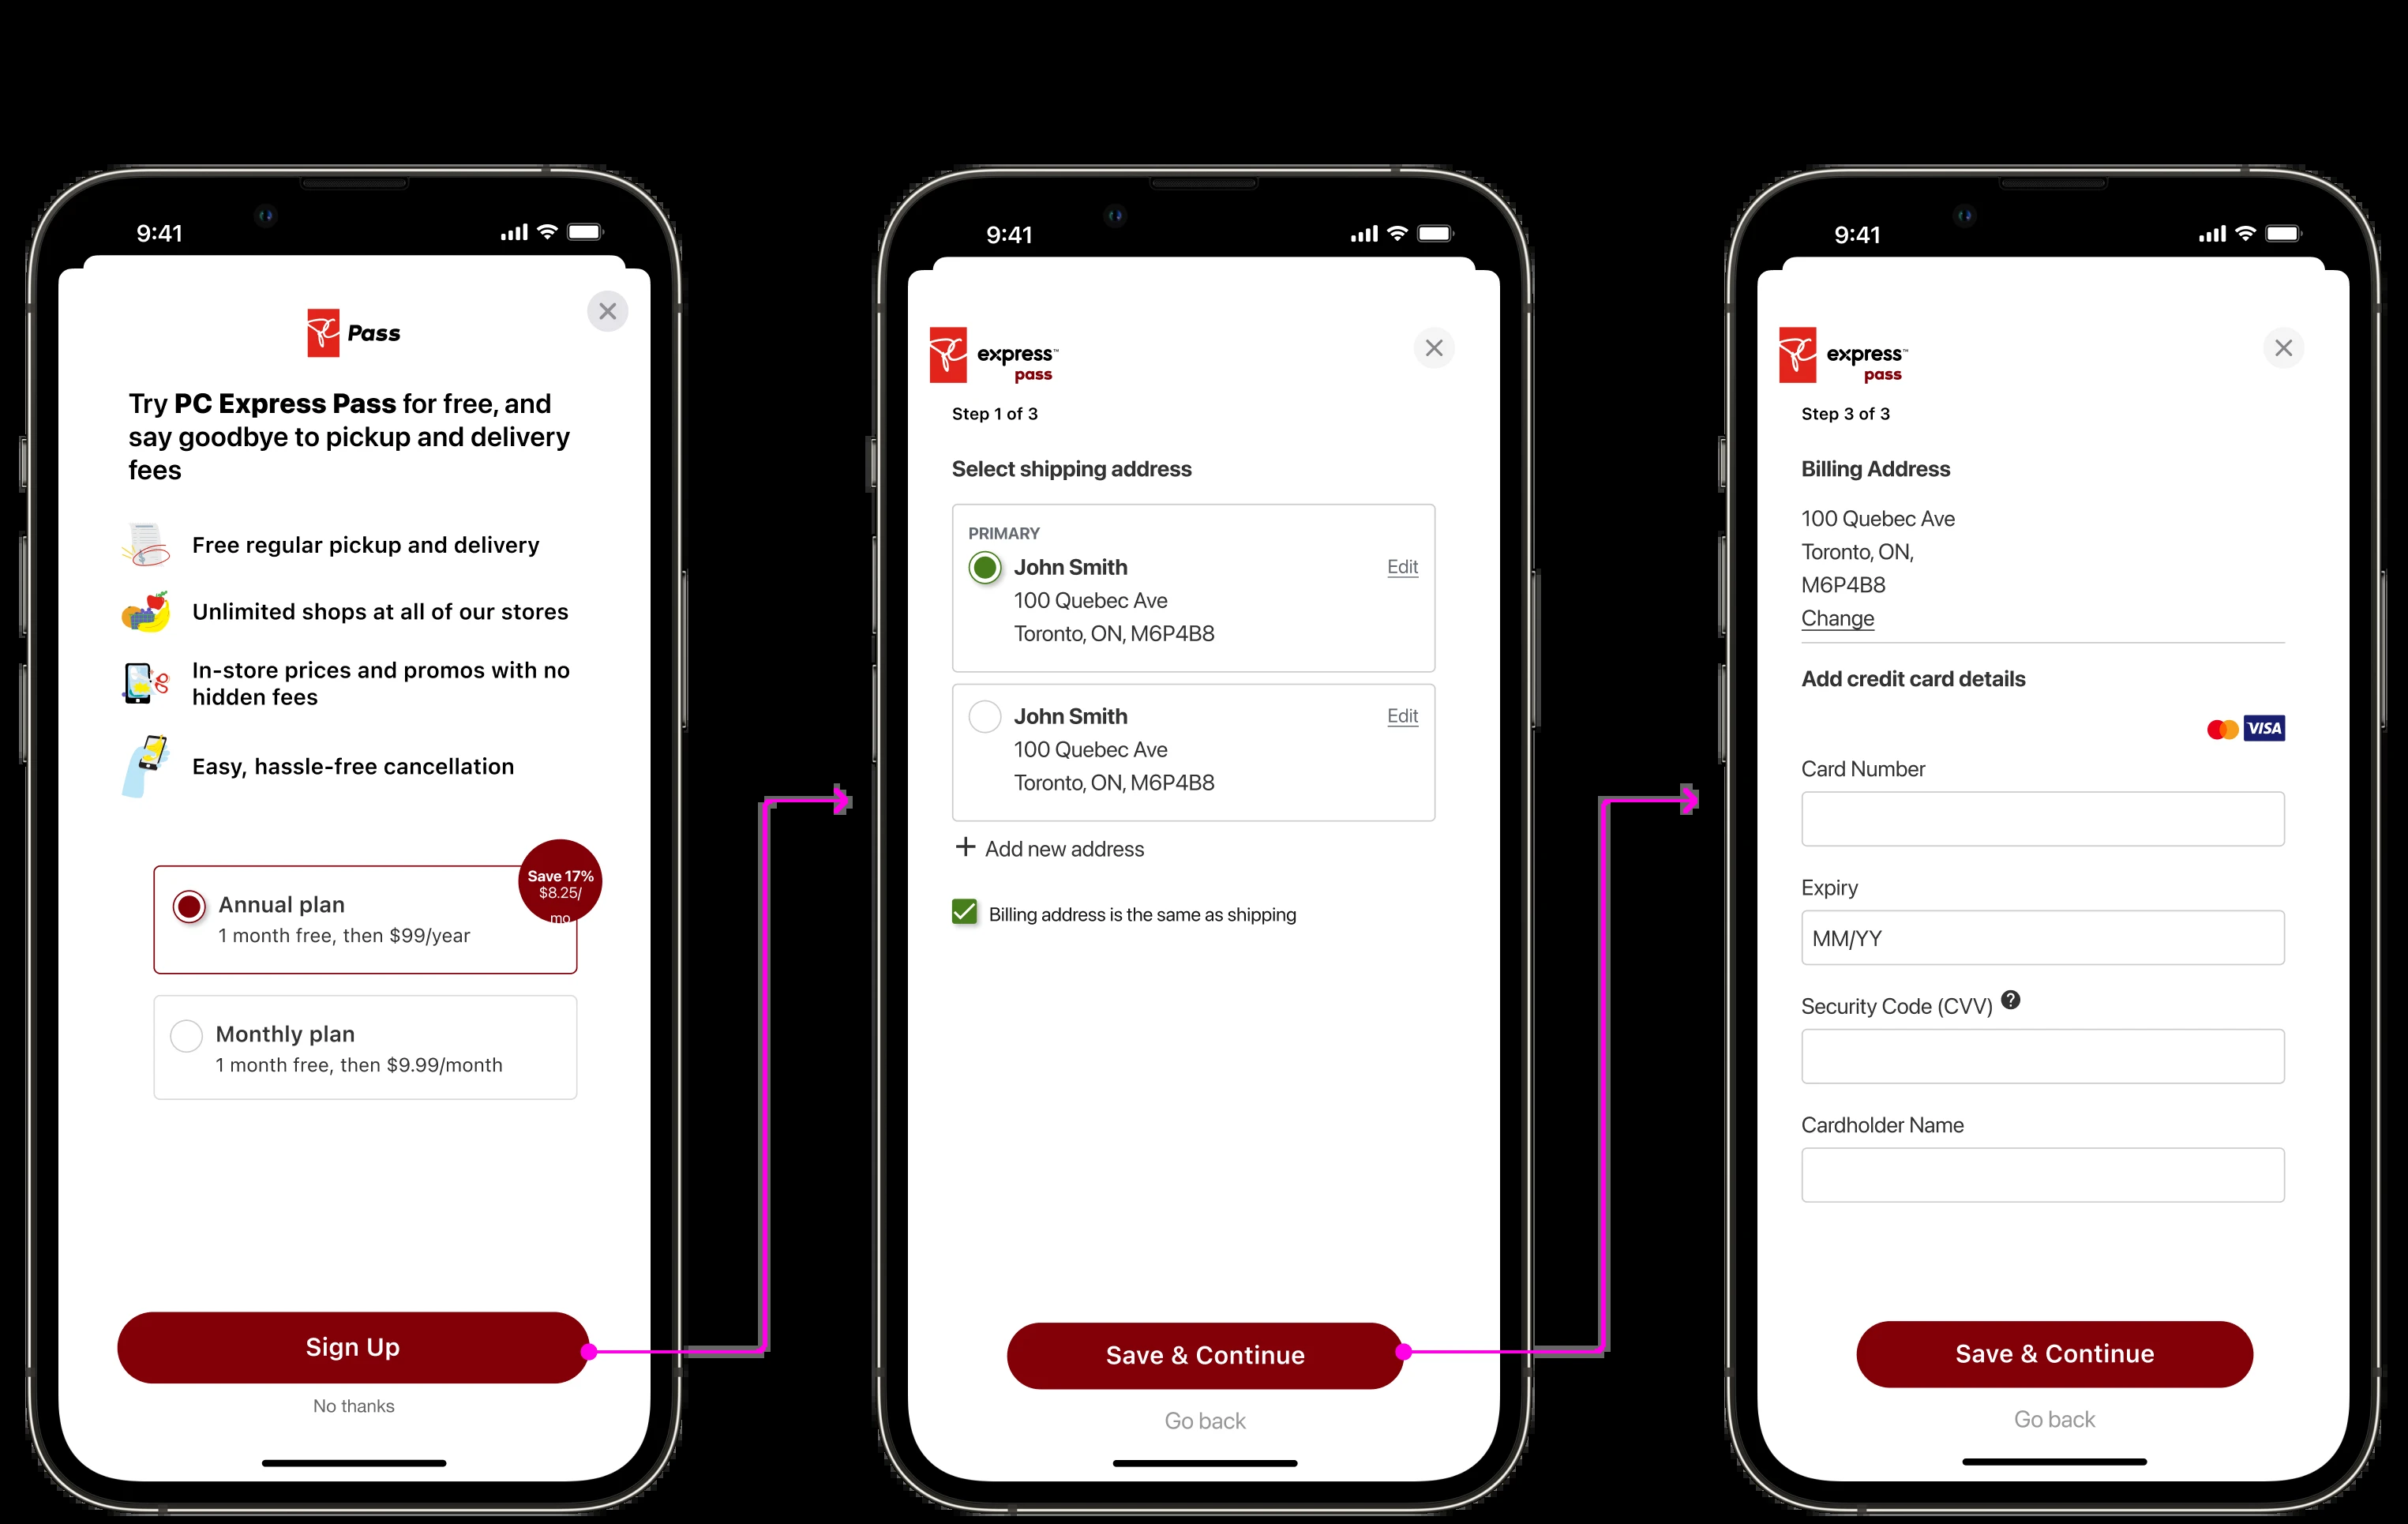 9:41
Pass
Try PC Express Pass for free, and
say goodbye to pickup and delivery
fees
Free regular pickup and delivery
Unlimited shops at all of our stores
In-store prices and promos with no
hidden fees
Easy, hassle-free cancellation
Save 17%
$8.25/
mo
Annual plan
1 month free, then $99/year
Monthly plan
1 month free, then $9.99/month
Sign Up
No thanks
9:41
PC express™
pass
Step 1 of 3
Select shipping address
PRIMARY
John Smith
Edit
100 Quebec Ave
Toronto, ON, M6P4B8
John Smith
Edit
100 Quebec Ave
Toronto, ON, M6P4B8
+ Add new address
Billing address is the same as shipping
Save & Continue
Go back
9:41
PC express™
pass
Step 3 of 3
Billing Address
100 Quebec Ave
Toronto, ON,
M6P4B8
Change
Add credit card details
VISA
Card Number
Expiry
MM/YY
Security Code (CVV) ?
Cardholder Name
Save & Continue
Go back